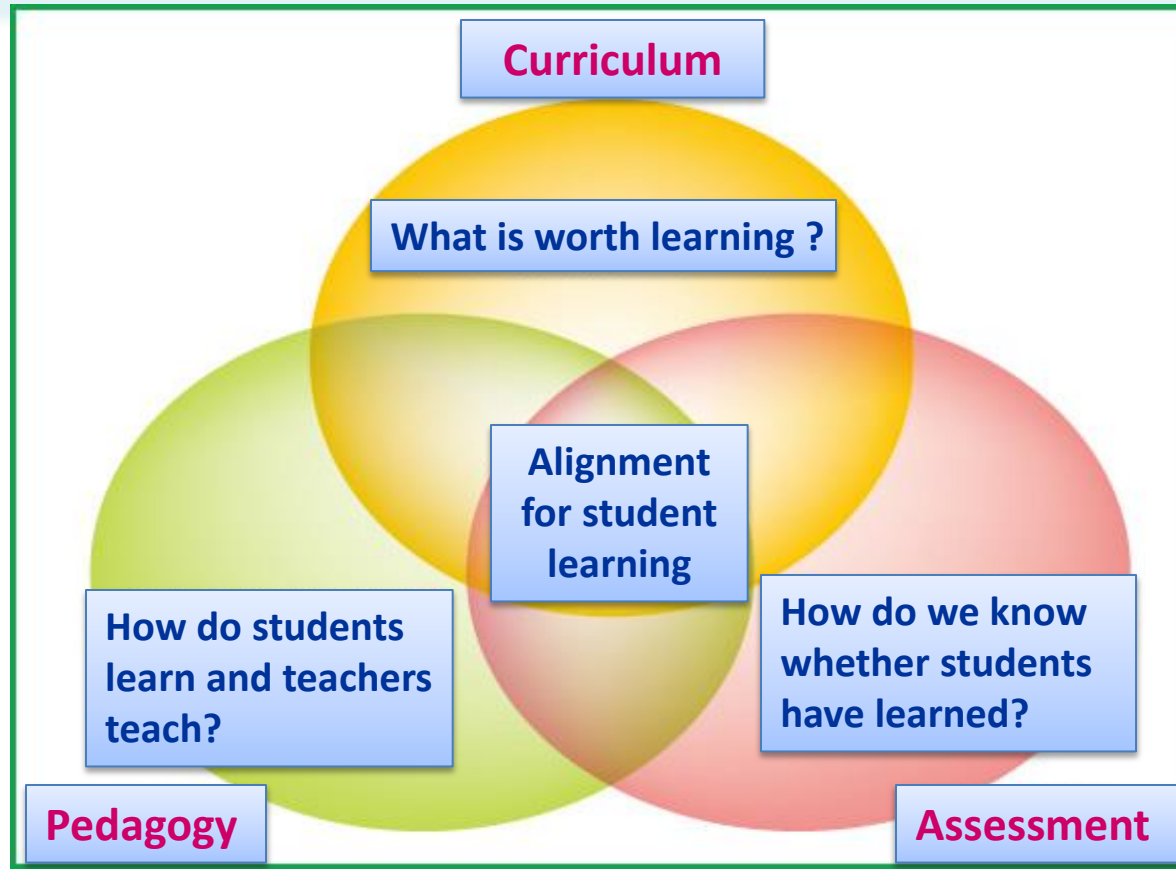 Curriculum
What is worth learning ?
Alignment
for student
learning
How do students
learn and teachers
teach?
How do we know
whether students
have learned?
Pedagogy
Assessment